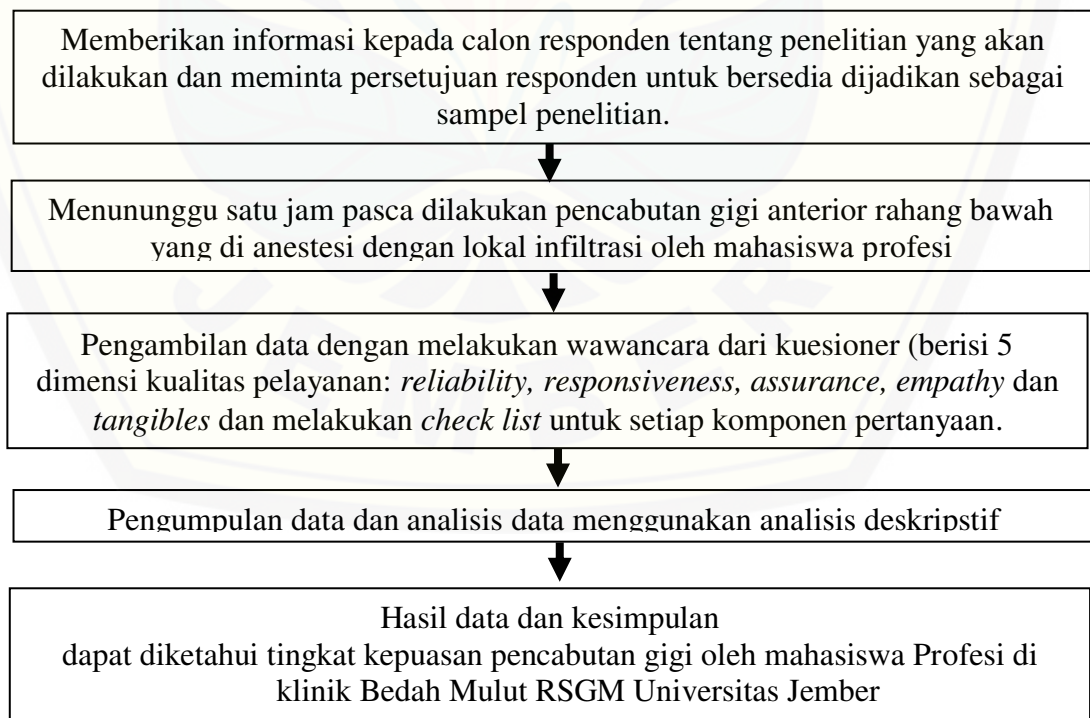 Memberikan informasi kepada calon responden tentang penelitian yang akan
dilakukan dan meminta persetujuan responden untuk bersedia dijadikan sebagai
sampel penelitian.
Menununggu satu jam pasca dilakukan pencabutan gigi anterior rahang bawah
yang di anestesi dengan lokal infiltrasi oleh mahasiswa profesi
Pengambilan data dengan melakukan wawancara dari kuesioner (berisi 5
dimensi kualitas pelayanan: reliability, responsiveness, assurance, empathy dan
tangibles dan melakukan check list untuk setiap komponen pertanyaan.
Pengumpulan data dan analisis data menggunakan analisis deskripstif
Hasil data dan kesimpulan
dapat diketahui tingkat kepuasan pencabutan gigi oleh mahasiswa Profesi di
klinik Bedah Mulut RSGM Universitas Jember
JEMBER